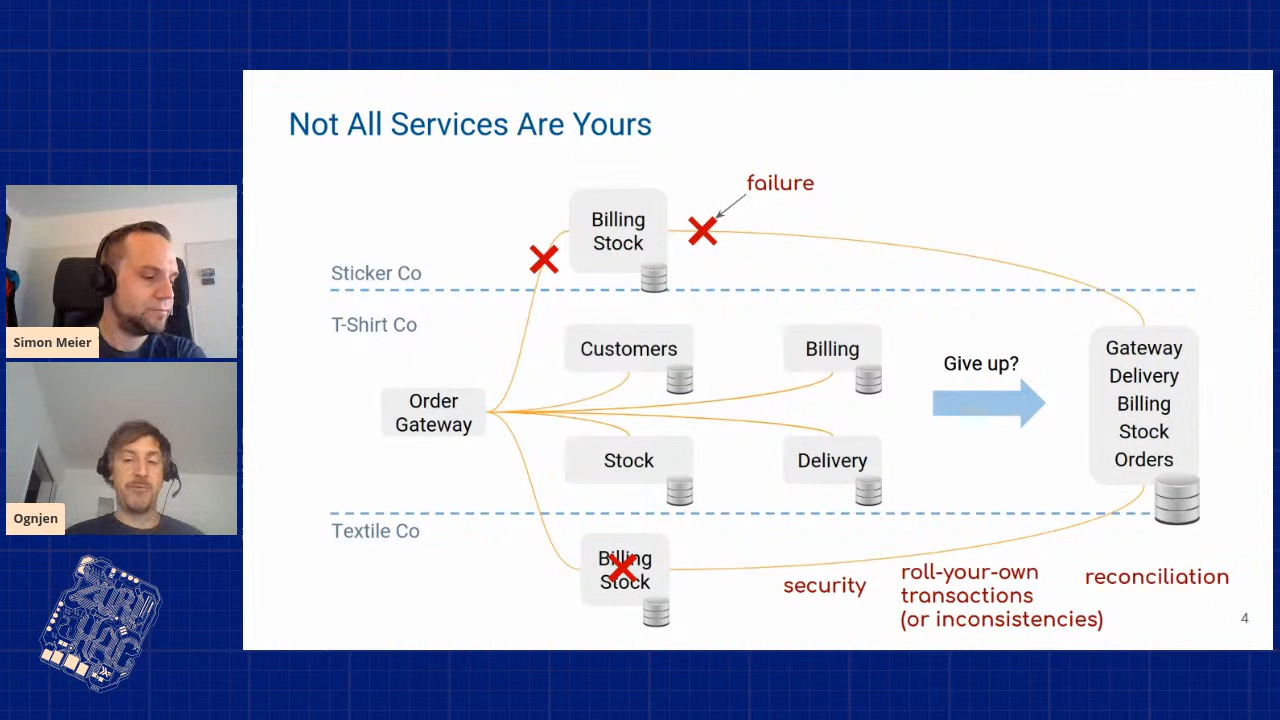 Not All Services Are Yours
failure
Billing
Stock
Sticker Co
T-Shirt Co
Customers
Billing
Give up?
Gateway
Delivery
Billing
Stock
Orders
Order
Gateway
Stock
Delivery
Textile Co
Billing
Stock
security
roll-your-own
transactions
(or inconsistencies)
reconciliation
4
Simon Meier
Ognjen
ZURI
HAC